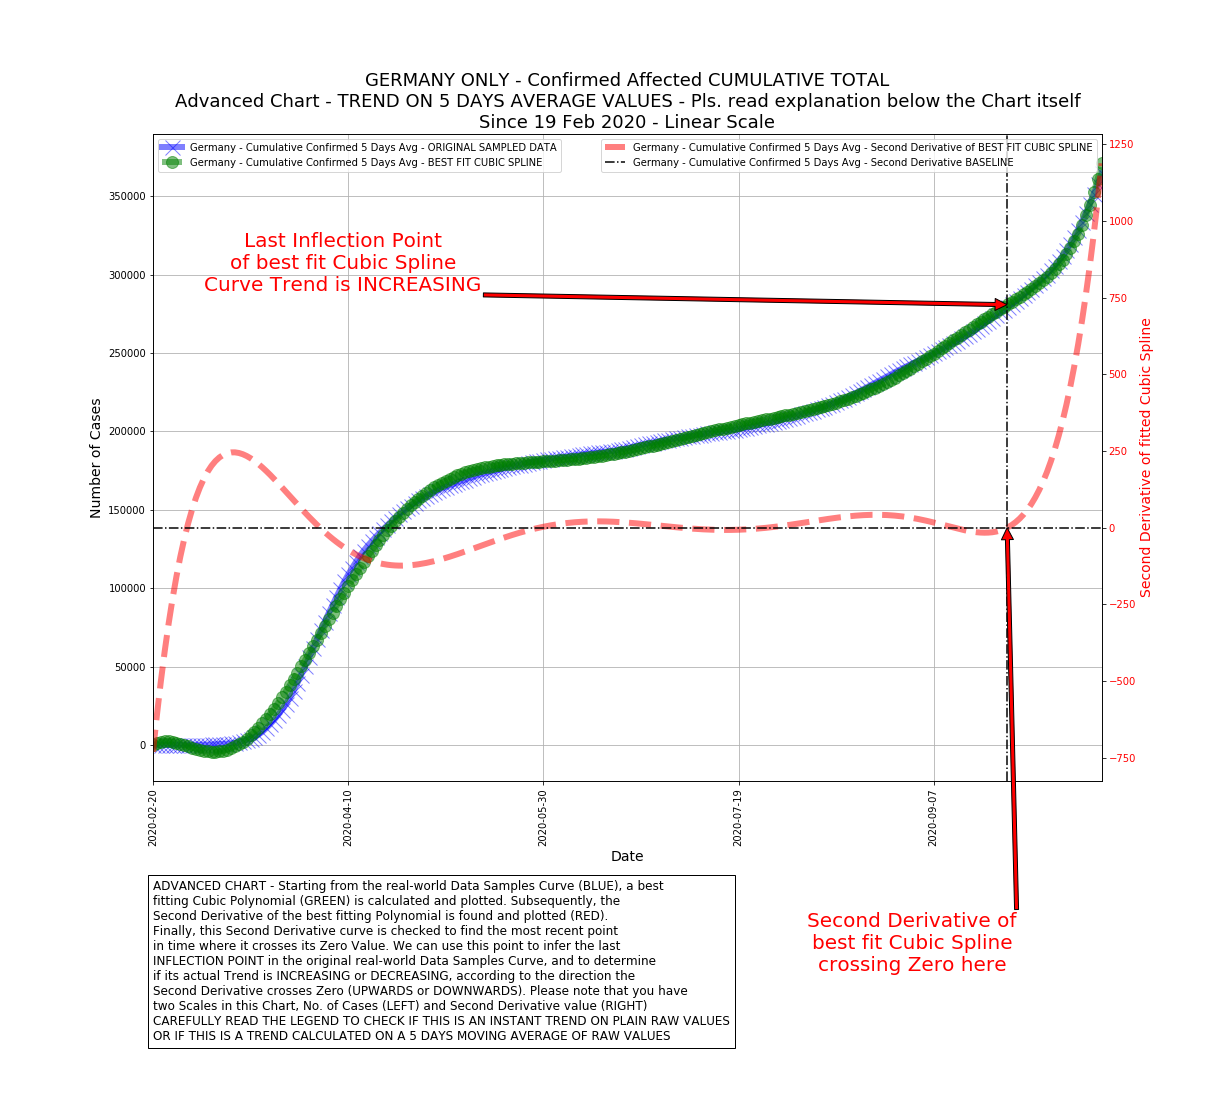 GERMANY ONLY - Confirmed Affected CUMULATIVE TOTAL
Advanced Chart - TREND ON 5 DAYS AVERAGE VALUES - Pls. read explanation below the Chart itself
Since 19 Feb 2020 - Linear Scale
Germany - Cumulative Confirmed 5 Days Avg - ORIGINAL SAMPLED DATA
Germany - Cumulative Confirmed 5 Days Avg - BEST FIT CUBIC SPLINE
Germany - Cumulative Confirmed 5 Days Avg - Second Derivative of BEST FIT CUBIC SPLINE
Germany - Cumulative Confirmed 5 Days Avg - Second Derivative BASELINE
Last Inflection Point
of best fit Cubic Spline
Curve Trend is INCREASING
Number of Cases
350000
300000
250000
200000
150000
100000
50000
0
1250
1000
750
500
250
0
−250
−500
−750
Second Derivative of fitted Cubic Spline
2020-02-20
2020-04-10
2020-05-30
2020-07-19
2020-09-07
Date
Second Derivative of
best fit Cubic Spline
crossing Zero here
ADVANCED CHART - Starting from the real-world Data Samples Curve (BLUE), a best
fitting Cubic Polynomial (GREEN) is calculated and plotted. Subsequently, the
Second Derivative of the best fitting Polynomial is found and plotted (RED).
Finally, this Second Derivative curve is checked to find the most recent point
in time where it crosses its Zero Value. We can use this point to infer the last
INFLECTION POINT in the original real-world Data Samples Curve, and to determine
if its actual Trend is INCREASING or DECREASING, according to the direction the
Second Derivative crosses Zero (UPWARDS or DOWNWARDS). Please note that you have
two Scales in this Chart, No. of Cases (LEFT) and Second Derivative value (RIGHT)
CAREFULLY READ THE LEGEND TO CHECK IF THIS IS AN INSTANT TREND ON PLAIN RAW VALUES
OR IF THIS IS A TREND CALCULATED ON A 5 DAYS MOVING AVERAGE OF RAW VALUES